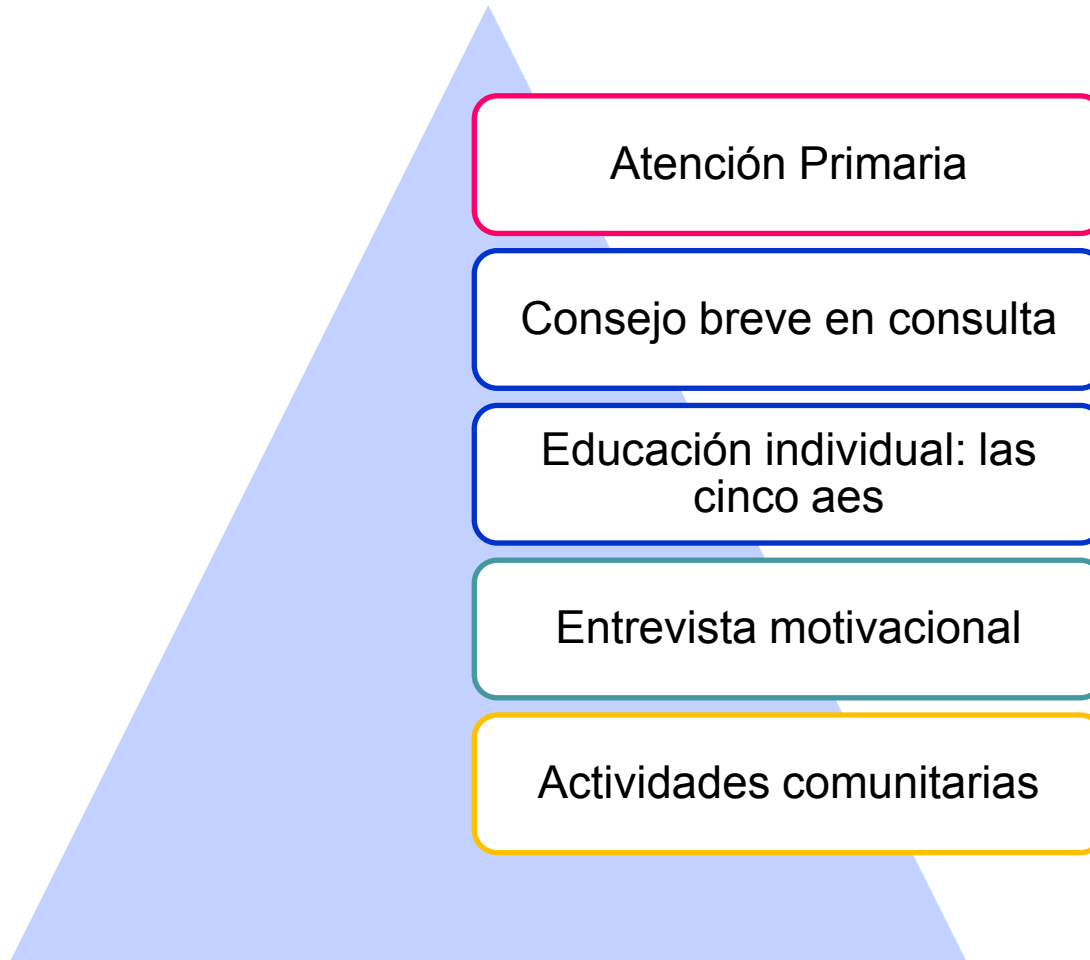 Atención Primaria
Consejo breve en consulta
Educación individual: las
cinco aes
Entrevista motivacional
Actividades comunitarias